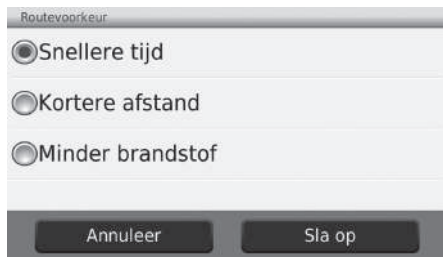 Routevoorkeur
Snellere tijd
Kortere afstand
Minder brandstof
Annuleer
Sla op